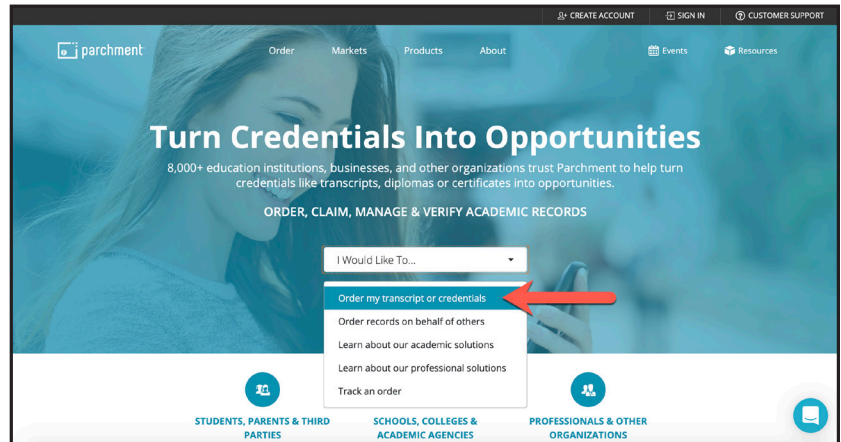 CREATE ACCOUNT
SIGN IN
CUSTOMER SUPPORT
parchment
Order
Markets
Products
About
Events
Resources
Turn Credentials Into Opportunities
8,000+ education institutions, businesses, and other organizations trust Parchment to help turn
credentials like transcripts, diplomas or certificates into opportunities.
ORDER, CLAIM, MANAGE & VERIFY ACADEMIC RECORDS
I Would Like To...
Order my transcript or credentials
Order records on behalf of others
Learn about our academic solutions
Learn about our professional solutions
Track an order
STUDENTS, PARENTS & THIRD
PARTIES
SCHOOLS, COLLEGES &
ACADEMIC AGENCIES
PROFESSIONALS & OTHER
ORGANIZATIONS